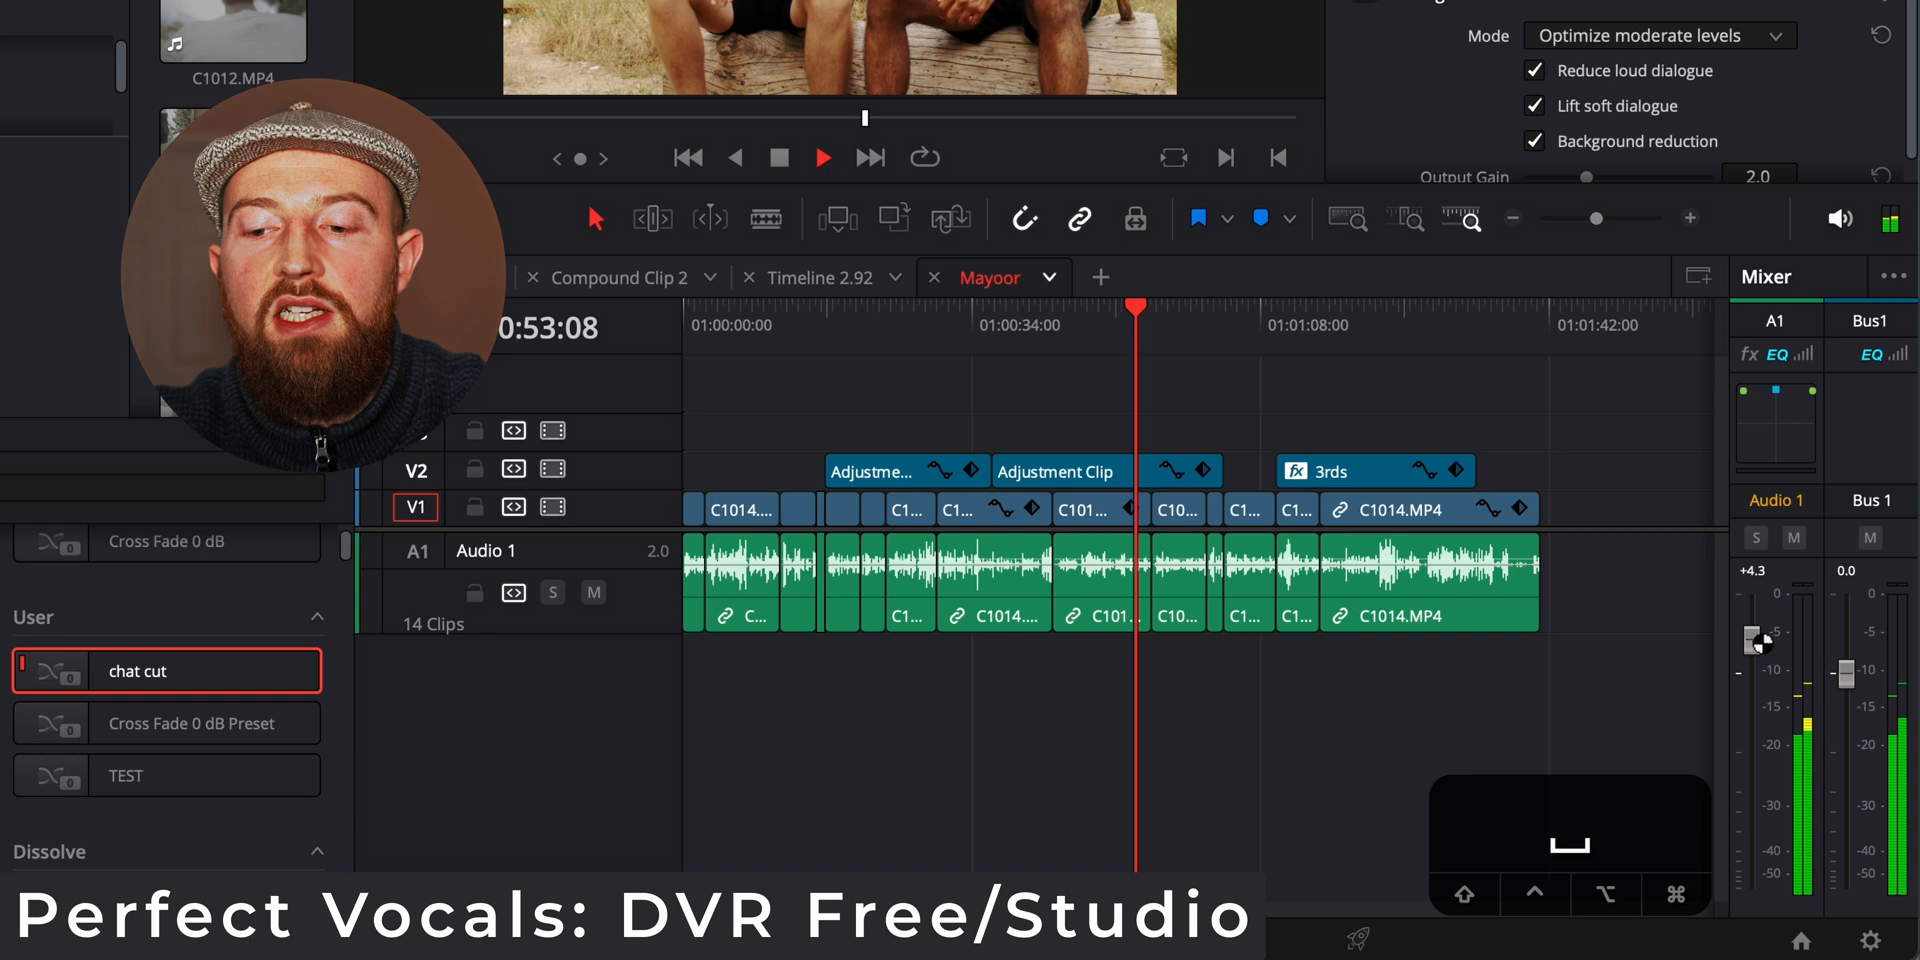 C1012.MP4
Mode
Optimize moderate levels
Reduce loud dialogue
Lift soft dialogue
Background reduction
Output Gain
2.0
Compound Clip 2
Timeline 2.92
Mayoor
Mixer
0:53:08
01:00:00:00
01:00:34:00
01:01:08:00
01:01:42:00
A1
Bus1
fx EQ
EQ
V2
Adjustme...
Adjustment Clip
fx 3rds
V1
C1014....
C1...
C1...
C101...
C10...
C1...
C1...
C1014.MP4
Audio 1
Bus 1
S M
M
Cross Fade 0 dB
A1
Audio 1
2.0
S M
14 Clips
C...
C1...
C1014....
C101...
C10...
C1...
C1...
C1014.MP4
+4.3
0.0
0
-5
-10
-15
-20
-30
-40
-50
0
-5
-10
-15
-20
-30
-40
-50
User
chat cut
Cross Fade 0 dB Preset
TEST
Dissolve
Perfect Vocals: DVR Free/Studio